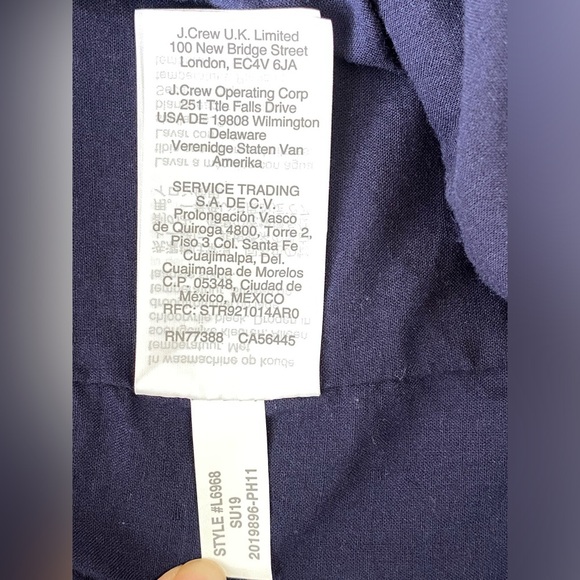 J.Crew U.K. Limited
100 New Bridge Street
London, EC4V 6JA
J.Crew Operating Corp
251 Ttle Falls Drive
USA DE 19808 Wilmington
Delaware
Verenidge Staten Van
Amerika
SERVICE TRADING
S.A. DE C.V.
Prolongación Vasco
de Quiroga 4800, Torre 2,
Piso 3 Col. Santa Fe
Cuajimalpa, Del.
Cuajimalpa de Morelos
C.P. 05348, Ciudad de
México, MÉXICO
RFC: STR921014AR0
RN77388 CA56445
STYLE #L6968
SU19
2019896-PH11